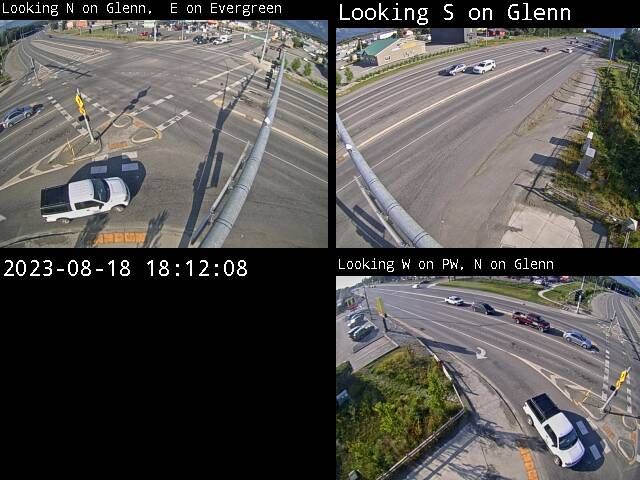 Looking N on Glenn,  E on Evergreen
Looking S on Glenn
2023-08-18 18:12:08
Looking W on PW, N on Glenn